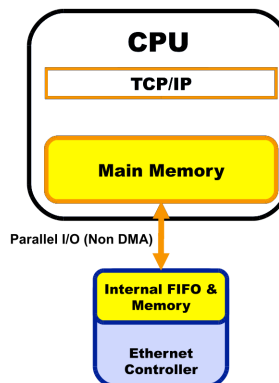 CPU
TCP/IP
Main Memory
Parallel I/O (Non DMA)
Internal FIFO &
Memory
Ethernet
Controller